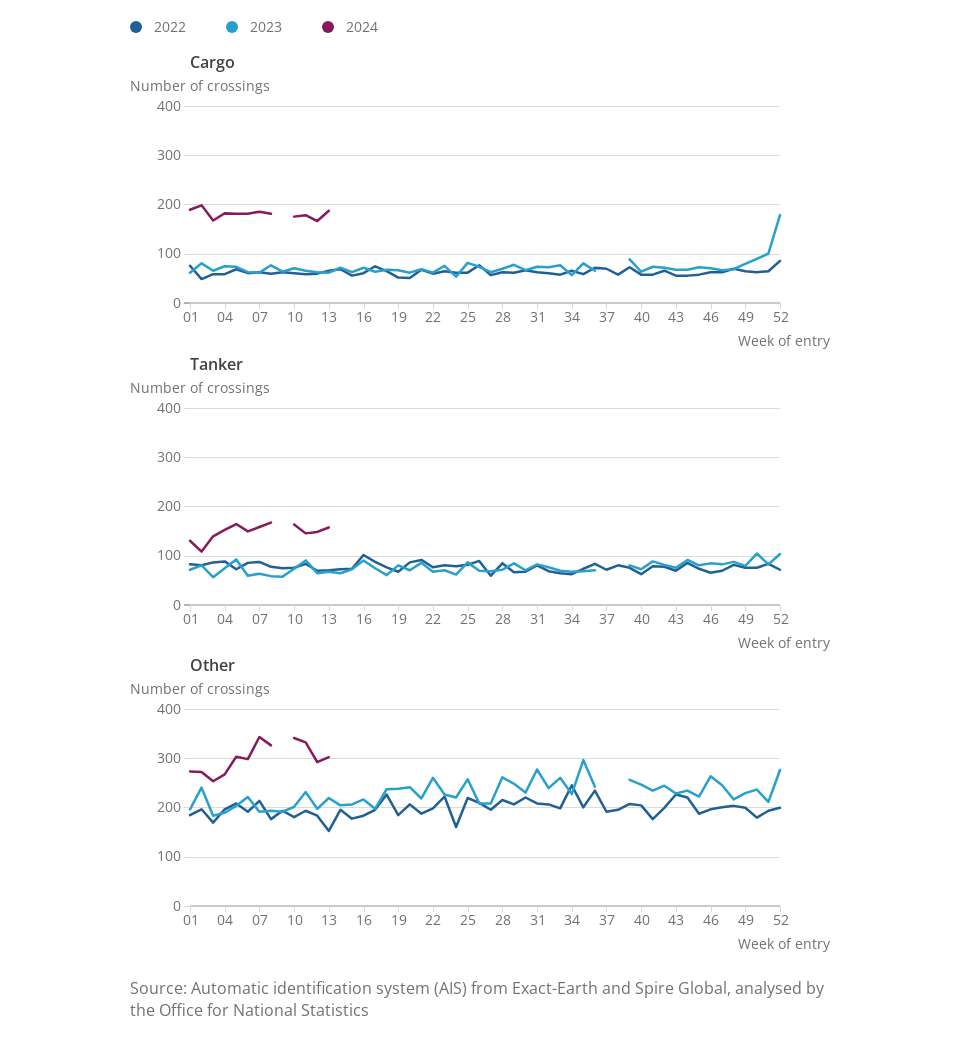 2022 2023 2024
Cargo
Number of crossings
400
300
200
100
0
01 04 07 10 13 16 19 22 25 28 31 34 37 40 43 46 49 52
Week of entry
Tanker
Number of crossings
400
300
200
100
0
01 04 07 10 13 16 19 22 25 28 31 34 37 40 43 46 49 52
Week of entry
Other
Number of crossings
400
300
200
100
0
01 04 07 10 13 16 19 22 25 28 31 34 37 40 43 46 49 52
Week of entry
Source: Automatic identification system (AIS) from Exact-Earth and Spire Global, analysed by
the Office for National Statistics